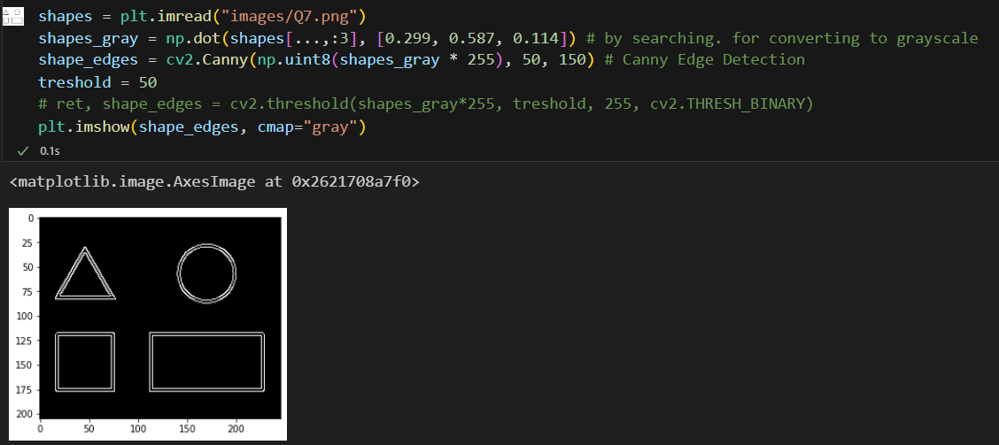 shapes = plt.imread("images/Q7.png")
shapes_gray = np.dot(shapes[...,:3], [0.299, 0.587, 0.114]) # by searching. for converting to grayscale
shape_edges = cv2.Canny(np.uint8(shapes_gray * 255), 50, 150) # Canny Edge Detection
treshold = 50
# ret, shape_edges = cv2.threshold(shapes_gray*255, treshold, 255, cv2.THRESH_BINARY)
plt.imshow(shape_edges, cmap="gray")
0.1s
<matplotlib.image.AxesImage at 0x2621708a7f0>
0
25
50
75
100
125
150
175
200
0 50 100 150 200